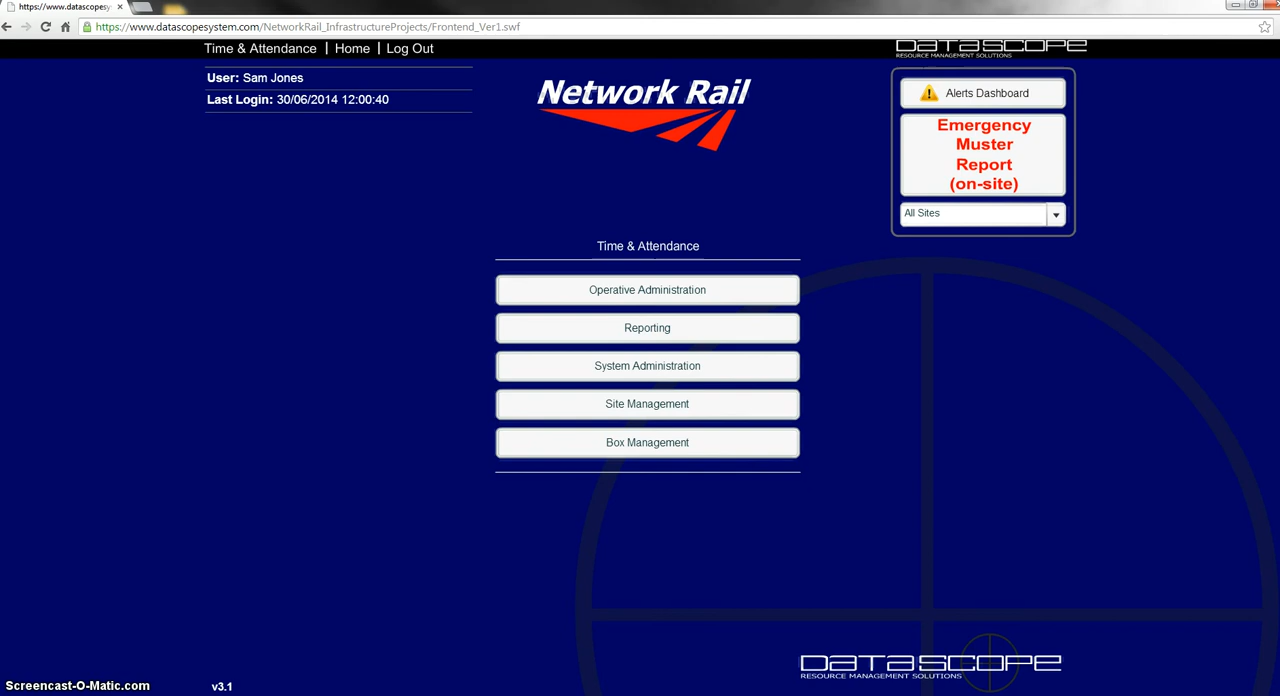 https://www.datascopesy
https://www.datascopesystem.com/NetworkRail_InfrastructureProjects/Frontend_Ver1.swf
Time & Attendance | Home | Log Out
DATASCOPE
RESOURCE MANAGEMENT SOLUTIONS
User: Sam Jones
Last Login: 30/06/2014 12:00:40
Network Rail
Alerts Dashboard
Emergency
Muster
Report
(on-site)
All Sites
Time & Attendance
Operative Administration
Reporting
System Administration
Site Management
Box Management
DATASCOPE
RESOURCE MANAGEMENT SOLUTIONS
Screencast-O-Matic.com
v3.1